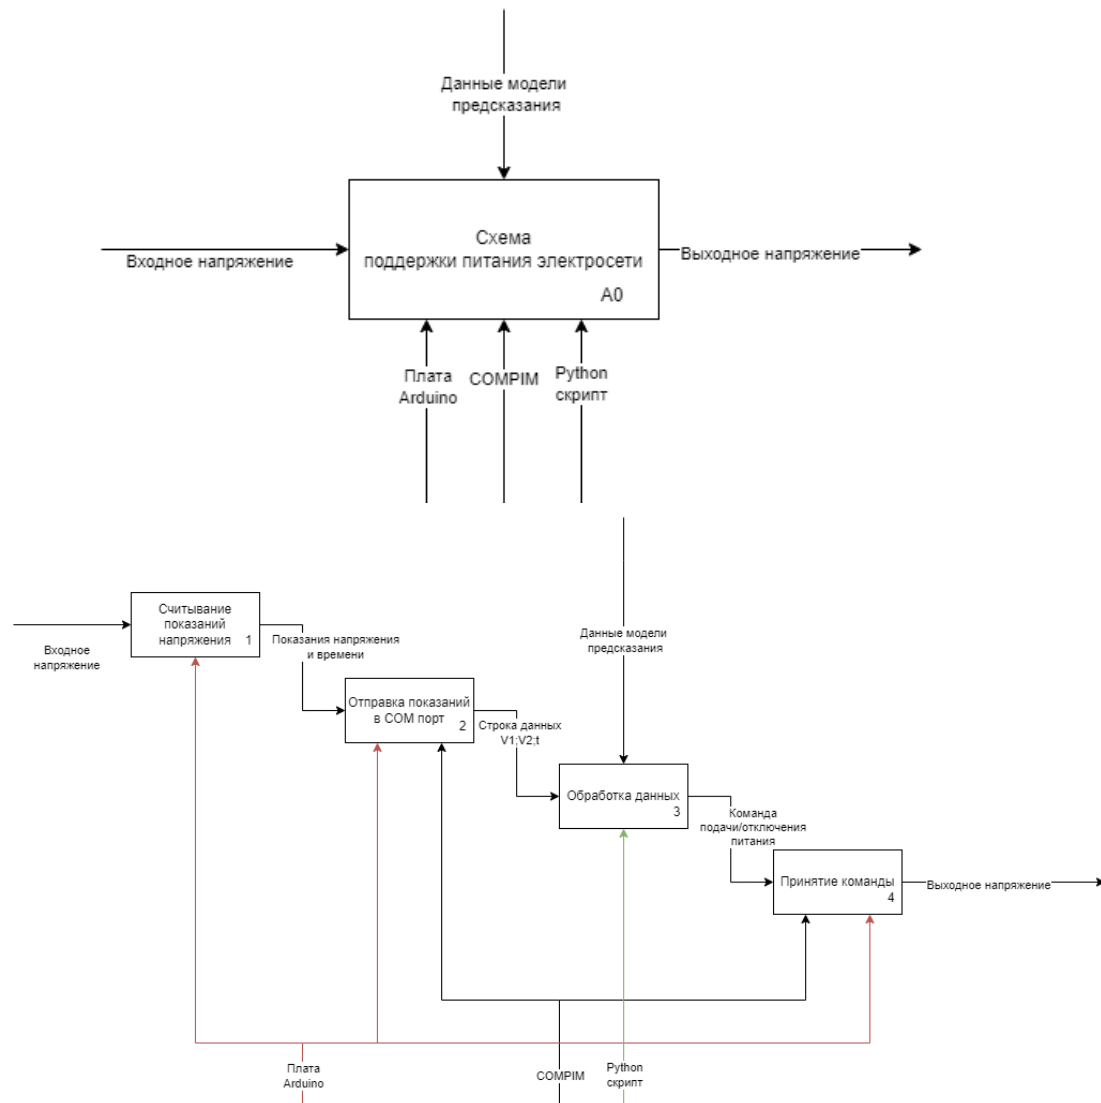 Данные модели
предсказания
Схема
поддержки питания электросети
A0
Входное напряжение
Выходное напряжение
Плата
Arduino
COMPIM
Python
скрипт
Считывание
показаний
напряжения
1
Входное
напряжение
Показания напряжения
и времени
Отправка показаний
в COM порт
2
Строка данных
V1;V2;t
Данные модели
предсказания
Обработка данных
3
Команда
подачи/отключения
питания
Принятие команды
4
Выходное напряжение
Плата
Arduino
COMPIM
Python
скрипт